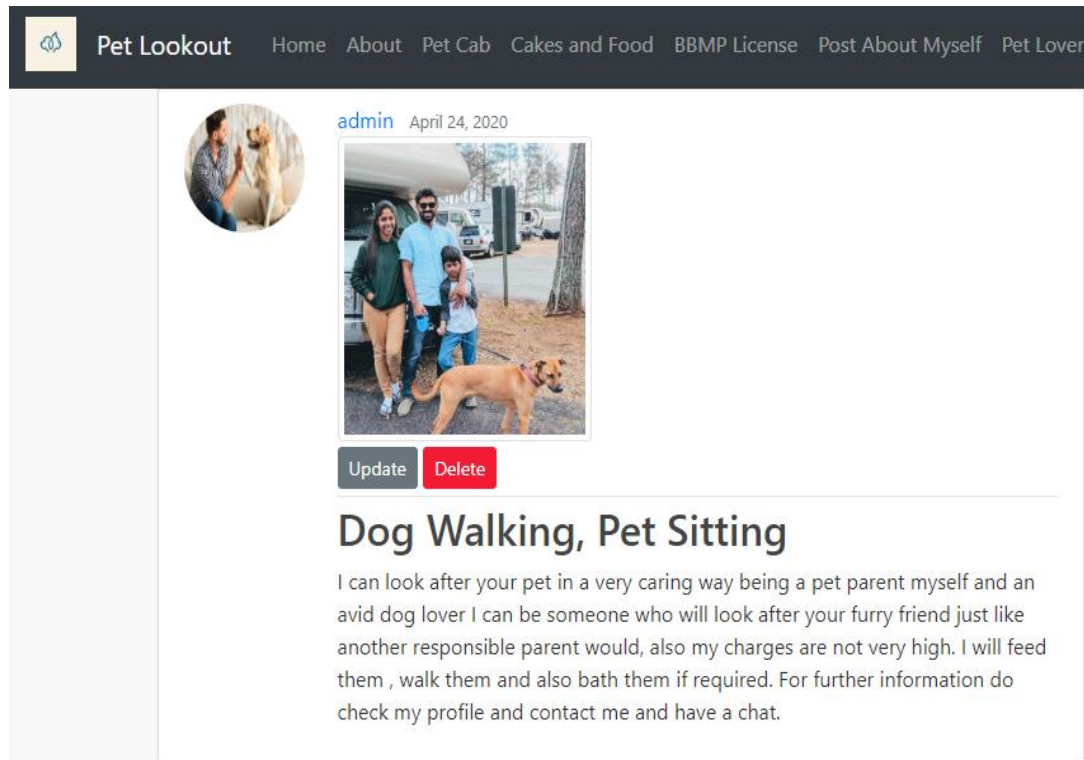 Pet Lookout Home About Pet Cab Cakes and Food BBMP License Post About Myself Pet Lover
admin April 24, 2020
Update Delete
Dog Walking, Pet Sitting
I can look after your pet in a very caring way being a pet parent myself and an
avid dog lover I can be someone who will look after your furry friend just like
another responsible parent would, also my charges are not very high. I will feed
them , walk them and also bath them if required. For further information do
check my profile and contact me and have a chat.